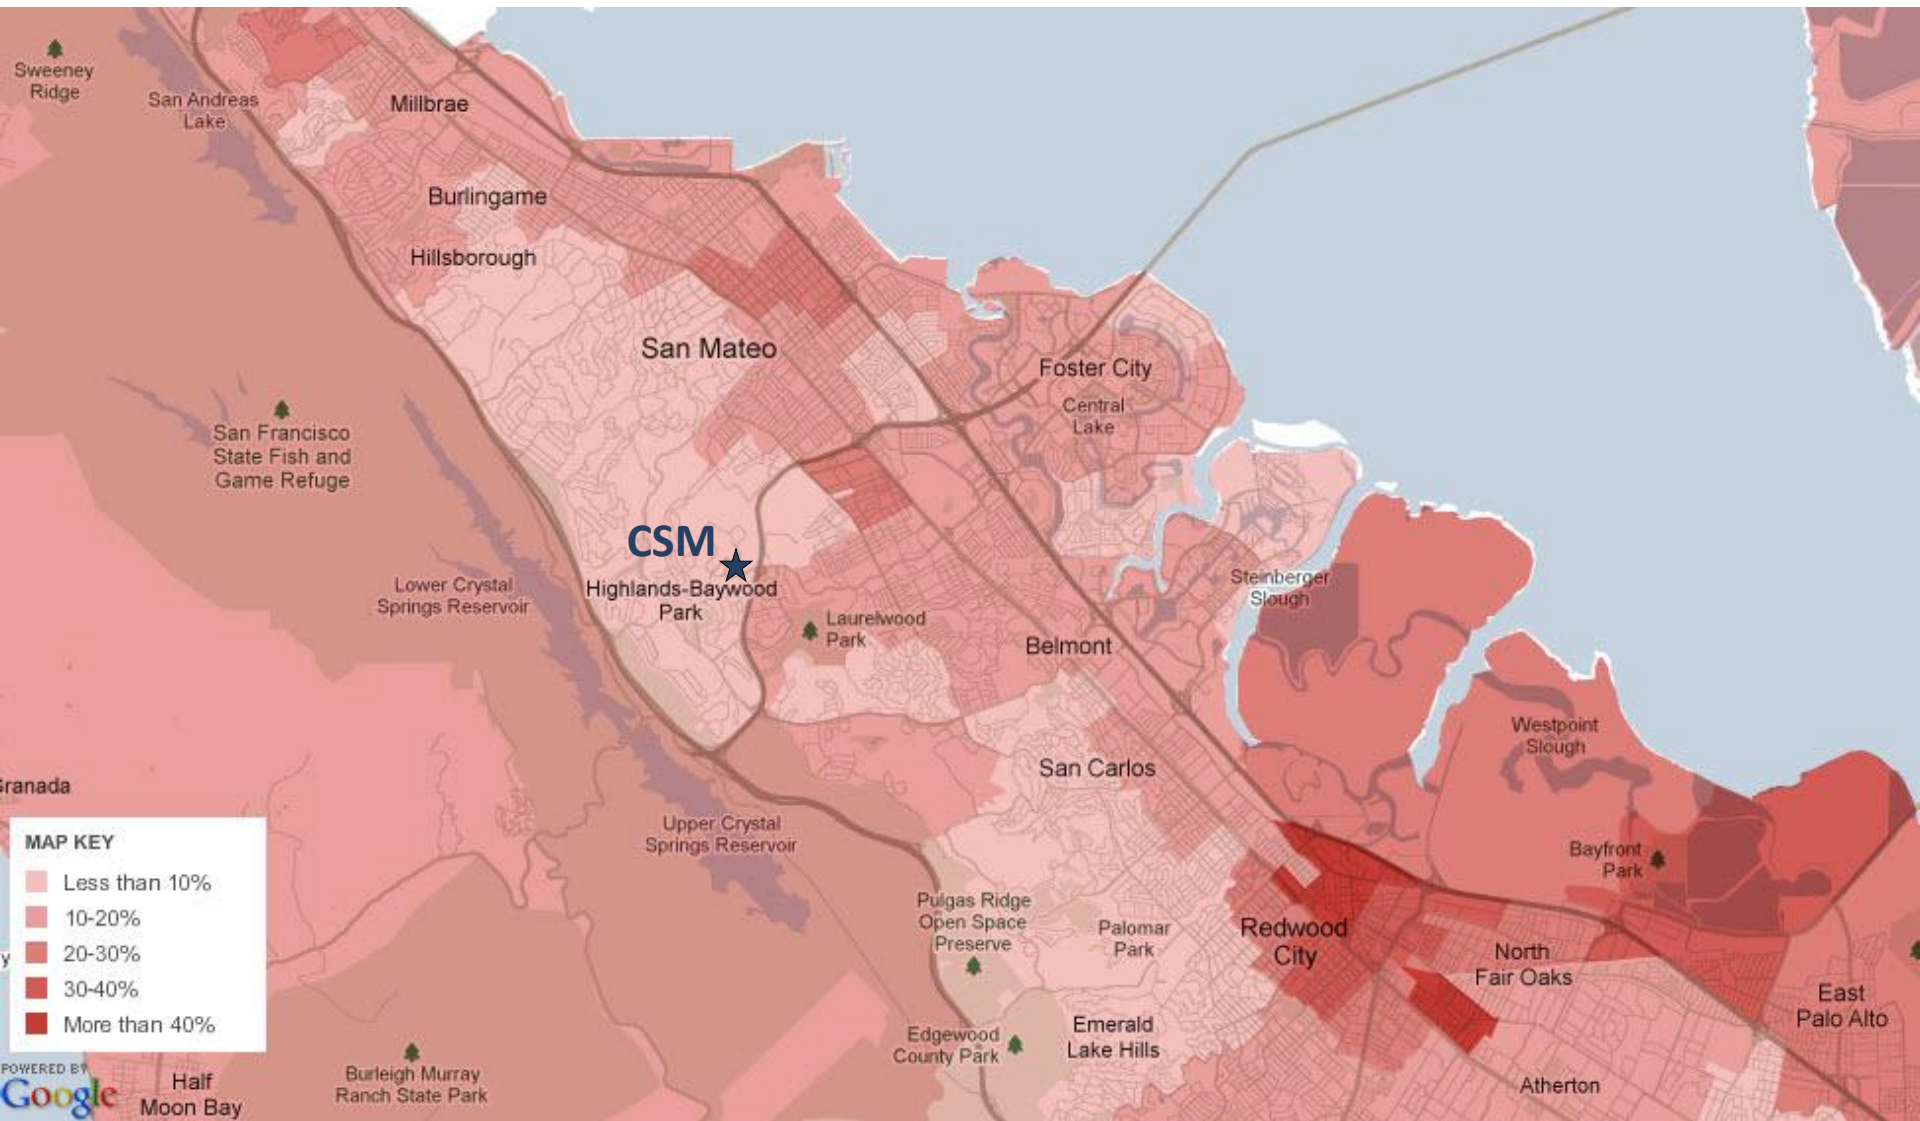 Sweeney
Ridge
San Andreas
Lake
Millbrae
Burlingame
Hillsborough
San Mateo
Foster City
Central
Lake
San Francisco
State Fish and
Game Refuge
CSM
Highlands-Baywood
Park
Lower Crystal
Springs Reservoir
Laurelwood
Park
Belmont
Steinberger
Slough
Westpoint
Slough
San Carlos
Upper Crystal
Springs Reservoir
Bayfront
Park
Pulgas Ridge
Open Space
Preserve
Palomar
Park
Redwood
City
North
Fair Oaks
East
Palo Alto
Edgewood
County Park
Emerald
Lake Hills
Atherton
Burleigh Murray
Ranch State Park
Half
Moon Bay
MAP KEY
Less than 10%
10-20%
20-30%
30-40%
More than 40%
POWERED BY
Google